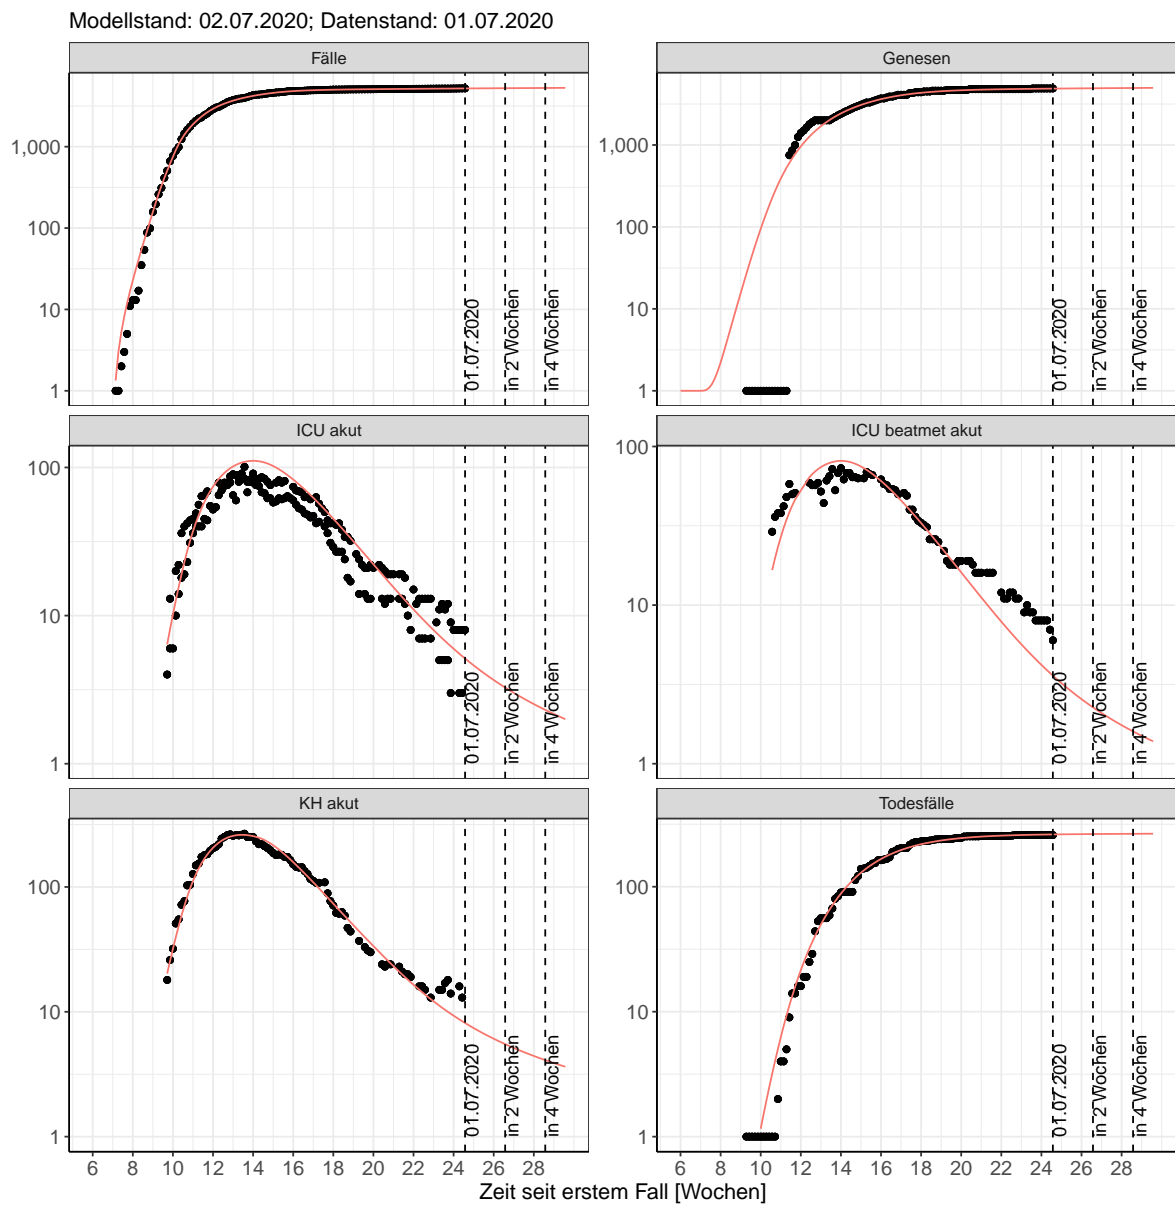 Modellstand: 02.07.2020; Datenstand: 01.07.2020
Fälle
Genesen
1,000
100
10
1
01.07.2020
in 2 Wochen
in 4 Wochen
1,000
100
10
1
01.07.2020
in 2 Wochen
in 4 Wochen
ICU akut
ICU beatmet akut
100
10
1
01.07.2020
in 2 Wochen
in 4 Wochen
100
10
1
01.07.2020
in 2 Wochen
in 4 Wochen
KH akut
Todesfälle
100
10
1
01.07.2020
in 2 Wochen
in 4 Wochen
100
10
1
01.07.2020
in 2 Wochen
in 4 Wochen
6 8 10 12 14 16 18 20 22 24 26 28
6 8 10 12 14 16 18 20 22 24 26 28
Zeit seit erstem Fall [Wochen]